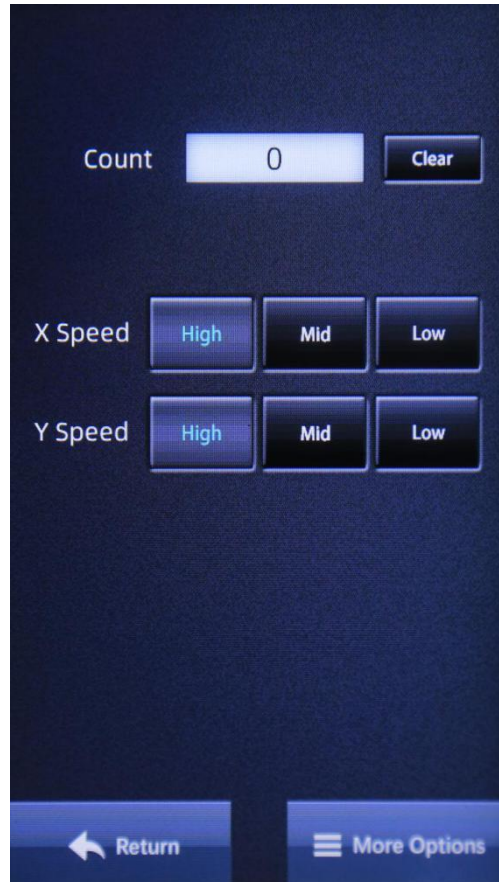 Count 0 Clear
X Speed High Mid Low
Y Speed High Mid Low
Return More Options